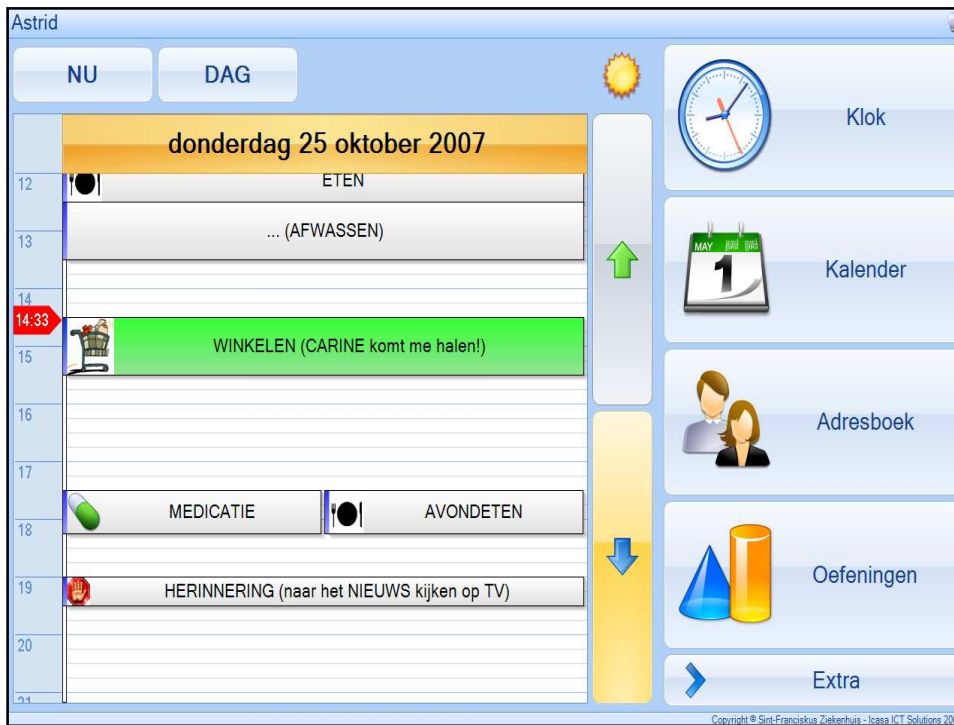 Astrid
NU
DAG
donderdag 25 oktober 2007
12
ETEN
... (AFWASSEN)
13
14
14:33
WINKELEN (CARINE komt me halen!)
15
16
17
MEDICATIE
AVONDETEN
18
19
HERINNERING (naar het NIEUWS kijken op TV)
20
21
Klok
MAY
1
Kalender
Adresboek
Oefeningen
Extra
Copyright © Sint-Franciskus Ziekenhuis - Icasa ICT Solutions 20